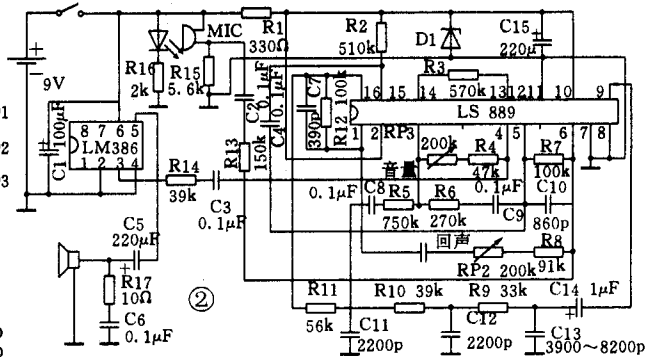 MIC
R1
330Ω
R2
510k
D1
C15
220μ
9V
R16
2k
R15
5.6k
C2
0.1μF
C4
0.1μF
C7
390p
R12
100k
16 15 14 13 12 11 10 9
R3
570k
LS 889
1 2 3 4 5 6 7 8
RP
C1
100μF
8 7 6 5
LM386
1 2 3 4
R13
150k
200k
R4
47k
音量
R7
100k
R14
39k
C3
0.1μF
0.1μF
C8
R5
750k
R6
270k
0.1μF
C9
C10
860p
回声
RP2
200k
R8
91k
C5
220μF
R17
10Ω
C6
0.1μF
②
R11
56k
R10
39k
R9
33k
C14
1μF
C11
2200p
C12
2200p
C13
3900～8200p